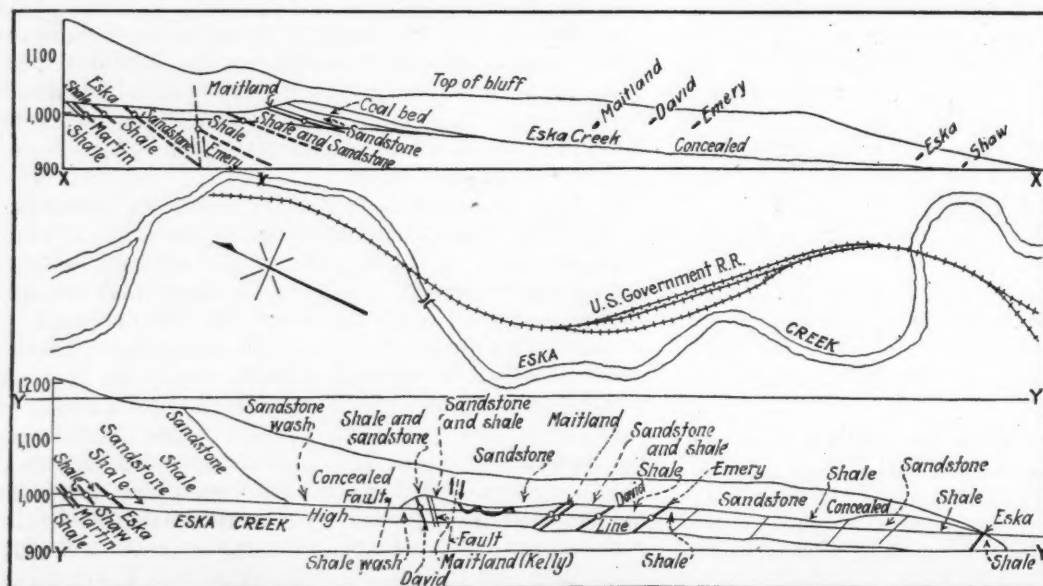 1,100
1,000
900
Shale
Martin
Shale
Eska
Shale
Sandstone
Shale
Emery
Maitland
Shale and Sandstone
Coal bed
Sandstone
Top of bluff
ESKA CREEK
Concealed
Maitland
David
Emery
Eska
Shaw
X
X
X
U.S. Government R.R.
ESKA
CREEK
1,200
Y
Y
1,100
1,000
900
Shale
Martin
Shale
Sandstone
Shale
Shaw
Sandstone
Eska
Shale
Sandstone
ESKA CREEK
Sandstone
wash
Concealed
Fault
High
Shale and
sandstone
Shale wash
David
Sandstone
and shale
Fault
Maitland (Kelly)
Sandstone
Maitland
Sandstone
and shale
Shale
David
Line
Emery
Shale
Sandstone
Shale
Concealed
Sandstone
Shale
Eska
Shale
Y
Y